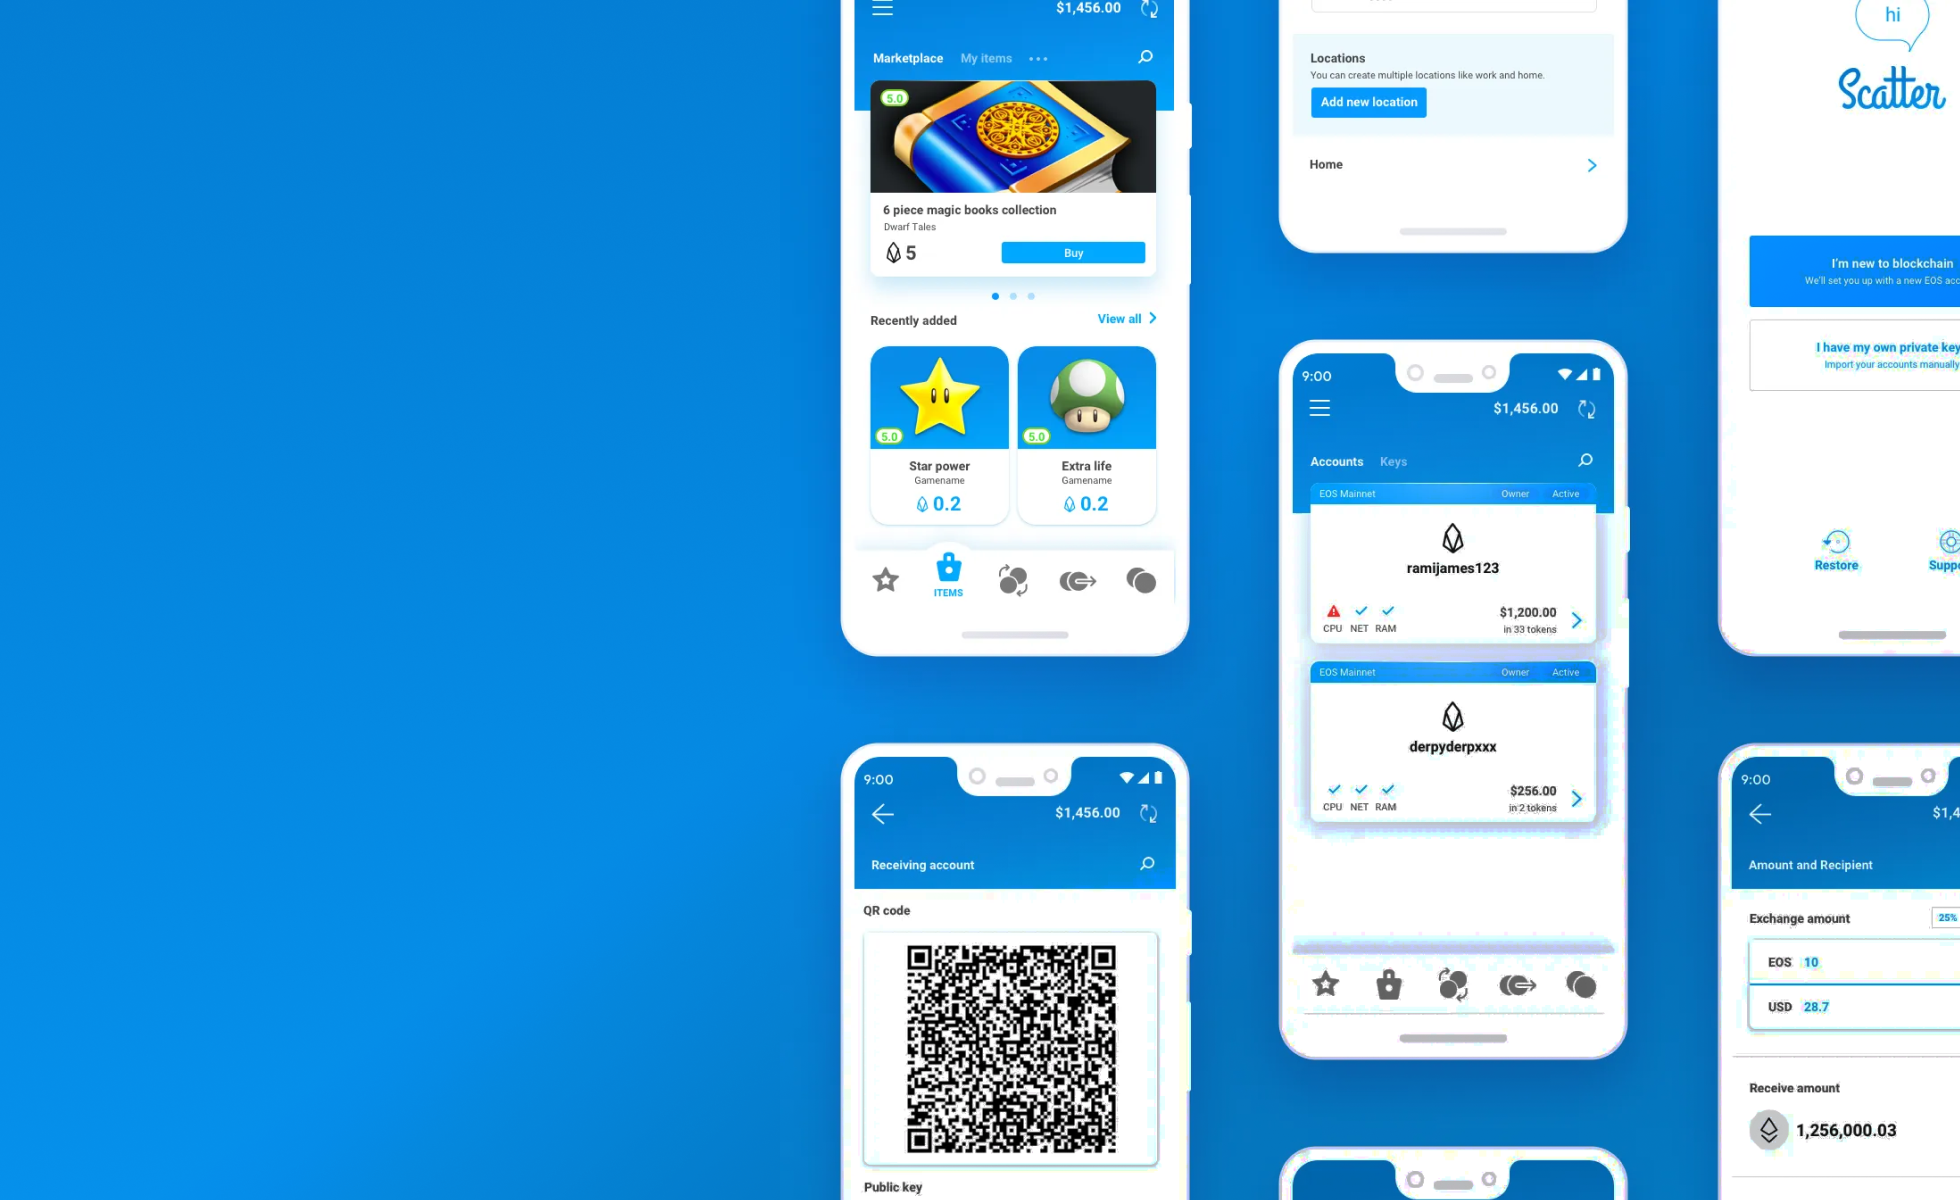 $1,456.00
Marketplace My items
5.0
6 piece magic books collection
Dwarf Tales
5
Buy
Recently added
View all
5.0
5.0
Star power
Gamename
0.2
Extra life
Gamename
0.2
ITEMS
9:00
$1,456.00
Receiving account
QR code
Public key
Locations
You can create multiple locations like work and home.
Add new location
Home
9:00
$1,456.00
Accounts Keys
EOS Mainnet Owner Active
ramijames123
$1,200.00
CPU NET RAM
in 33 tokens
EOS Mainnet Owner Active
derpyderpxxx
$256.00
CPU NET RAM
in 2 tokens
hi
Scatter
I'm new to blockchain
We'll set you up with a new EOS acc
I have my own private key
Import your accounts manually
Restore
Suppo
9:00
$1,4
Amount and Recipient
Exchange amount
25%
EOS 10
USD 28.7
Receive amount
1,256,000.03